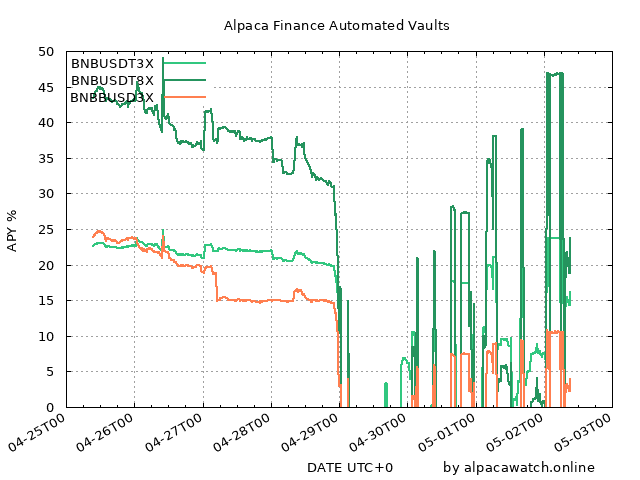 Alpaca Finance Automated Vaults
50
45
40
35
30
25
20
15
10
5
0
APY %
BNBUSDT3X
BNBUSDT8X
BNBBUSD3X
04-25T00
04-26T00
04-27T00
04-28T00
04-29T00
04-30T00
05-01T00
05-02T00
05-03T00
DATE UTC+0
by alpacawatch.online